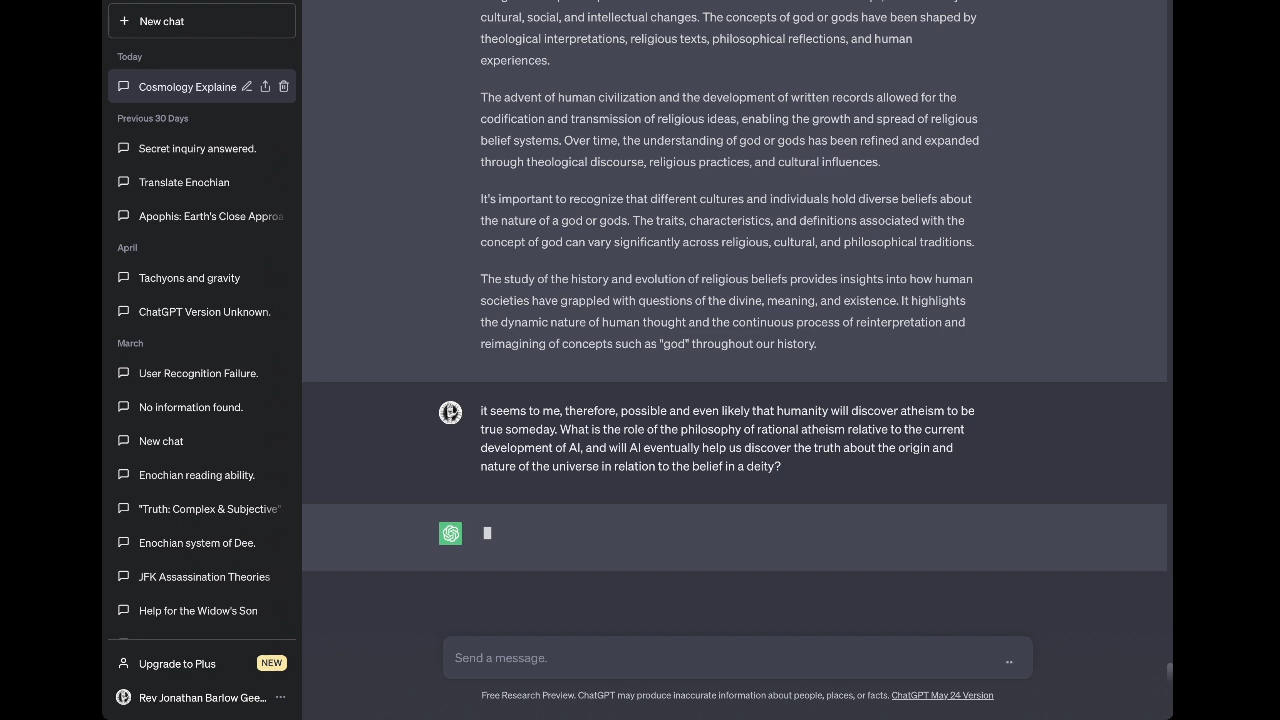 New chat
Today
Cosmology Explaine
Previous 30 Days
Secret inquiry answered.
Translate Enochian
Apophis: Earth's Close Approa
April
Tachyons and gravity
ChatGPT Version Unknown.
March
User Recognition Failure.
No information found.
New chat
Enochian reading ability.
"Truth: Complex & Subjective"
Enochian system of Dee.
JFK Assassination Theories
Help for the Widow's Son
Upgrade to Plus
NEW
Rev Jonathan Barlow Gee...
cultural, social, and intellectual changes. The concepts of god or gods have been shaped by
theological interpretations, religious texts, philosophical reflections, and human
experiences.
The advent of human civilization and the development of written records allowed for the
codification and transmission of religious ideas, enabling the growth and spread of religious
belief systems. Over time, the understanding of god or gods has been refined and expanded
through theological discourse, religious practices, and cultural influences.
It's important to recognize that different cultures and individuals hold diverse beliefs about
the nature of a god or gods. The traits, characteristics, and definitions associated with the
concept of god can vary significantly across religious, cultural, and philosophical traditions.
The study of the history and evolution of religious beliefs provides insights into how human
societies have grappled with questions of the divine, meaning, and existence. It highlights
the dynamic nature of human thought and the continuous process of reinterpretation and
reimagining of concepts such as "god" throughout our history.
it seems to me, therefore, possible and even likely that humanity will discover atheism to be
true someday. What is the role of the philosophy of rational atheism relative to the current
development of AI, and will AI eventually help us discover the truth about the origin and
nature of the universe in relation to the belief in a deity?
Send a message.
Free Research Preview. ChatGPT may produce inaccurate information about people, places, or facts. ChatGPT May 24 Version